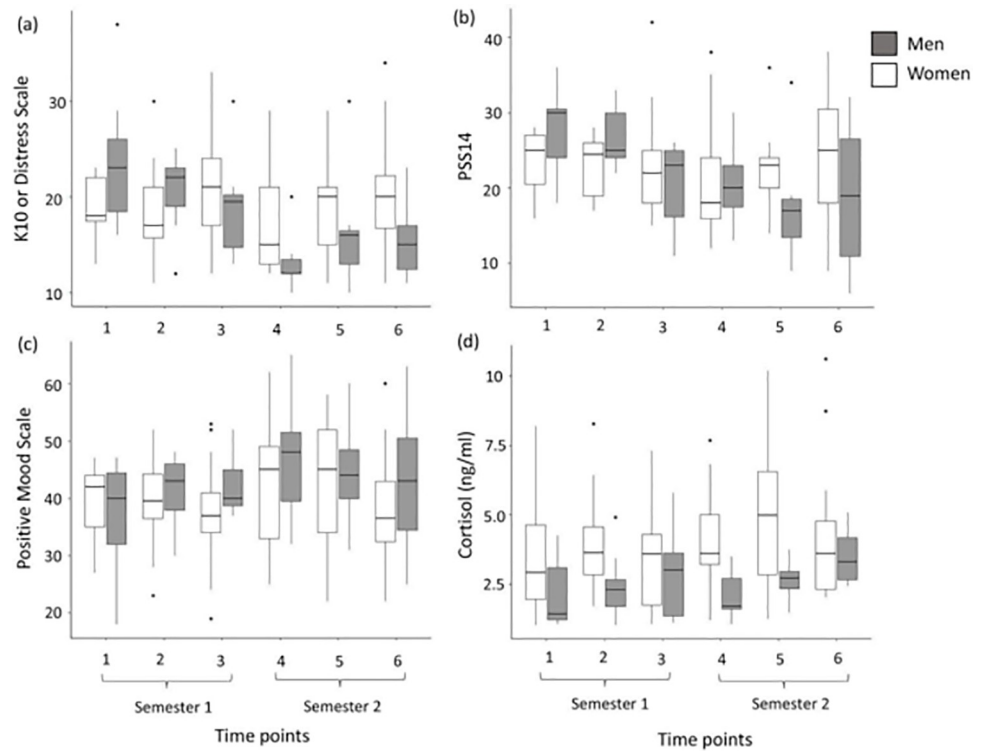 (a)
K10 or Distress Scale
30
20
10
1 2 3 4 5 6
(b)
PSS14
40
30
20
10
1 2 3 4 5 6
Men
Women
(c)
Positive Mood Scale
60
50
40
30
20
1 2 3 4 5 6
Semester 1 Semester 2
Time points
(d)
Cortisol (ng/ml)
10
7.5
5.0
2.5
1 2 3 4 5 6
Semester 1 Semester 2
Time points